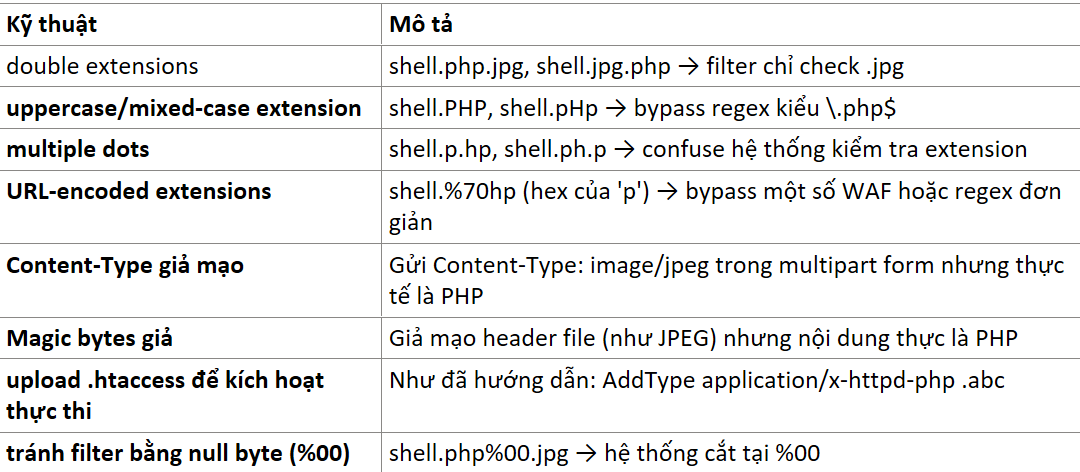 Kỹ thuật Mô tả
double extensions shell.php.jpg, shell.jpg.php → filter chỉ check .jpg
uppercase/mixed-case extension shell.PHP, shell.pHp → bypass regex kiểu \.php$
multiple dots shell.p.hp, shell.ph.p → confuse hệ thống kiểm tra extension
URL-encoded extensions shell.%70hp (hex của 'p') → bypass một số WAF hoặc regex đơn
giản
Content-Type giả mạo Gửi Content-Type: image/jpeg trong multipart form nhưng thực
tế là PHP
Magic bytes giả Giả mạo header file (như JPEG) nhưng nội dung thực là PHP
upload .htaccess để kích hoạt Như đã hướng dẫn: AddType application/x-httpd-php .abc
thực thi
tránh filter bằng null byte (%00) shell.php%00.jpg → hệ thống cắt tại %00